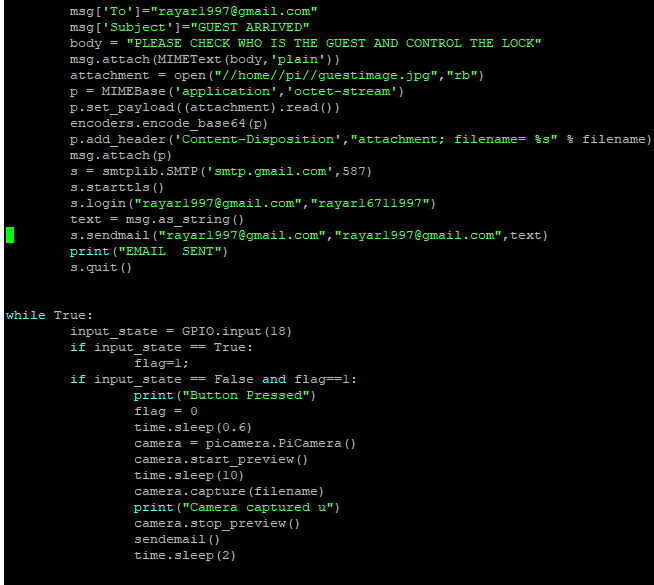 msg['To']="rayar1997@gmail.com"
msg['Subject']="GUEST ARRIVED"
body = "PLEASE CHECK WHO IS THE GUEST AND CONTROL THE LOCK"
msg.attach(MIMEText(body,'plain'))
attachment = open("//home//pi//guestimage.jpg","rb")
p = MIMEBase('application','octet-stream')
p.set_payload((attachment).read())
encoders.encode_base64(p)
p.add_header('Content-Disposition',"attachment; filename= %s" % filename)
msg.attach(p)
s = smtplib.SMTP('smtp.gmail.com',587)
s.starttls()
s.login("rayar1997@gmail.com","rayar16711997")
text = msg.as_string()
s.sendmail("rayar1997@gmail.com","rayar1997@gmail.com",text)
print("EMAIL  SENT")
s.quit()
while True:
input_state = GPIO.input(18)
if input_state == True:
flag=1;
if input_state == False and flag==1:
print("Button Pressed")
flag = 0
time.sleep(0.6)
camera = picamera.PiCamera()
camera.start_preview()
time.sleep(10)
camera.capture(filename)
print("Camera captured u")
camera.stop_preview()
sendemail()
time.sleep(2)